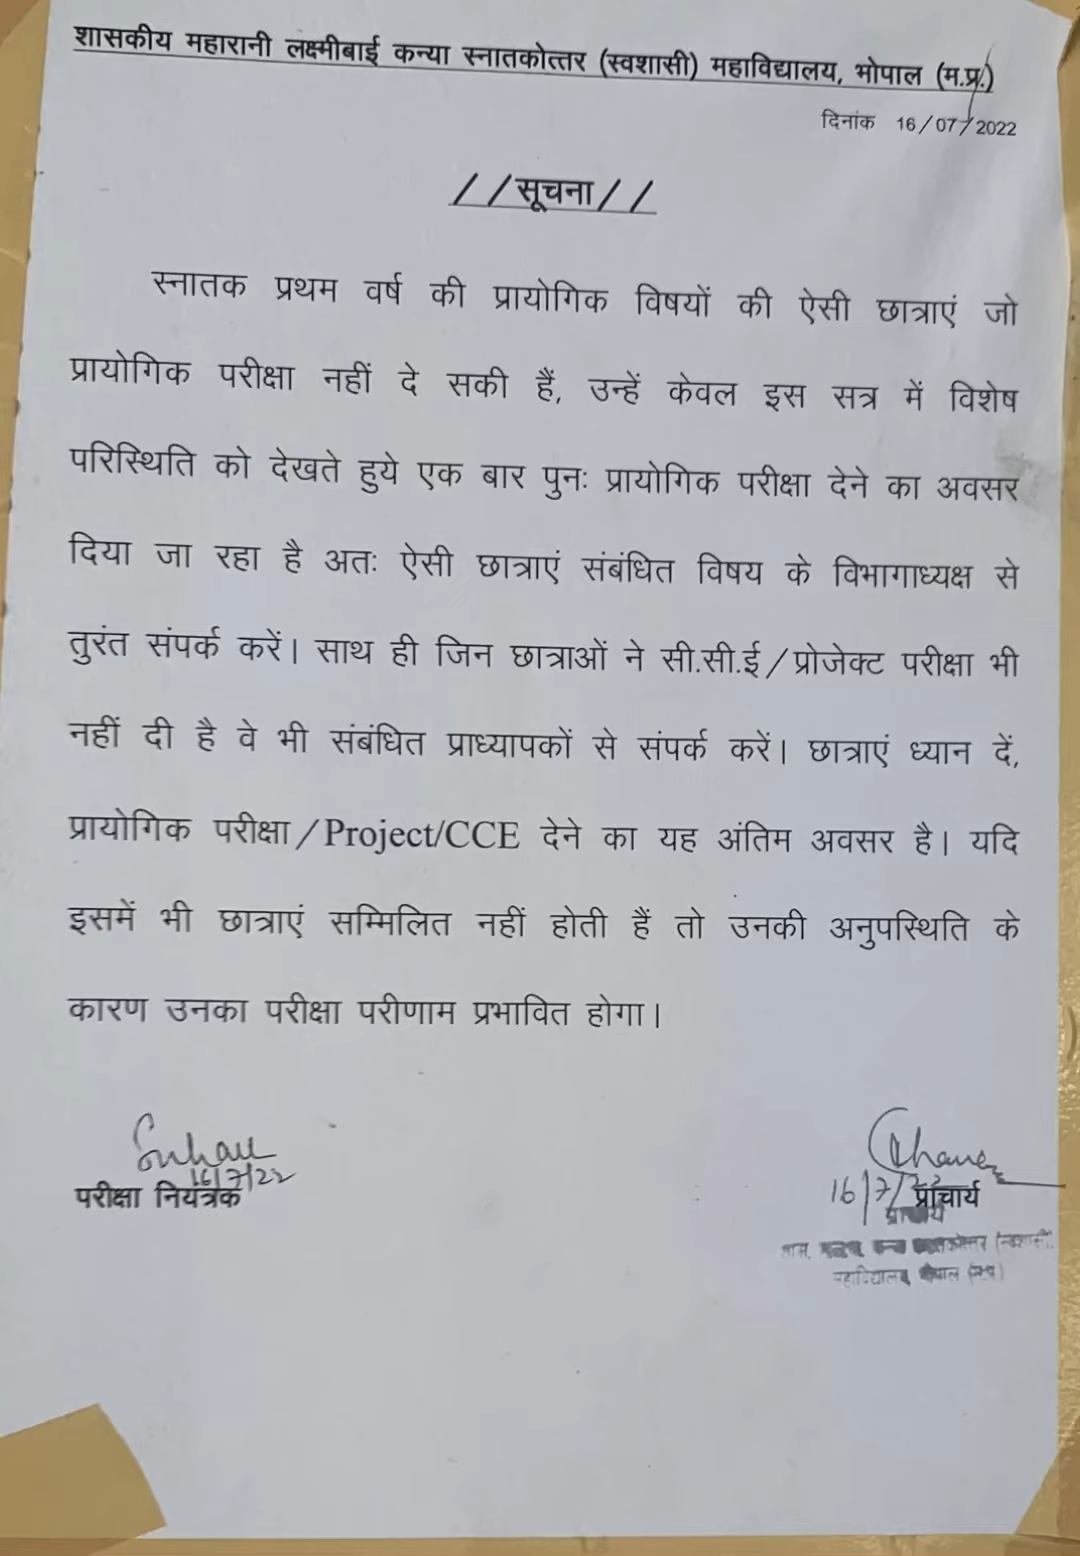 शासकीय महारानी लक्ष्मीबाई कन्या स्नातकोत्तर (स्वशासी) महाविद्यालय, भोपाल (म.प्र.)
दिनांक 16/07/2022
//सूचना//
स्नातक प्रथम वर्ष की प्रायोगिक विषयों की ऐसी छात्राएं जो
प्रायोगिक परीक्षा नहीं दे सकी हैं, उन्हें केवल इस सत्र में विशेष
परिस्थिति को देखते हुये एक बार पुनः प्रायोगिक परीक्षा देने का अवसर
दिया जा रहा है अतः ऐसी छात्राएं संबंधित विषय के विभागाध्यक्ष से
तुरंत संपर्क करें। साथ ही जिन छात्राओं ने सी.सी.ई/प्रोजेक्ट परीक्षा भी
नहीं दी है वे भी संबंधित प्राध्यापकों से संपर्क करें। छात्राएं ध्यान दें,
प्रायोगिक परीक्षा/Project/CCE देने का यह अंतिम अवसर है। यदि
इसमें भी छात्राएं सम्मिलित नहीं होती हैं तो उनकी अनुपस्थिति के
कारण उनका परीक्षा परीणाम प्रभावित होगा।
16/7/22
परीक्षा नियंत्रक
16/7/22 प्राचार्य
प्राचार्य